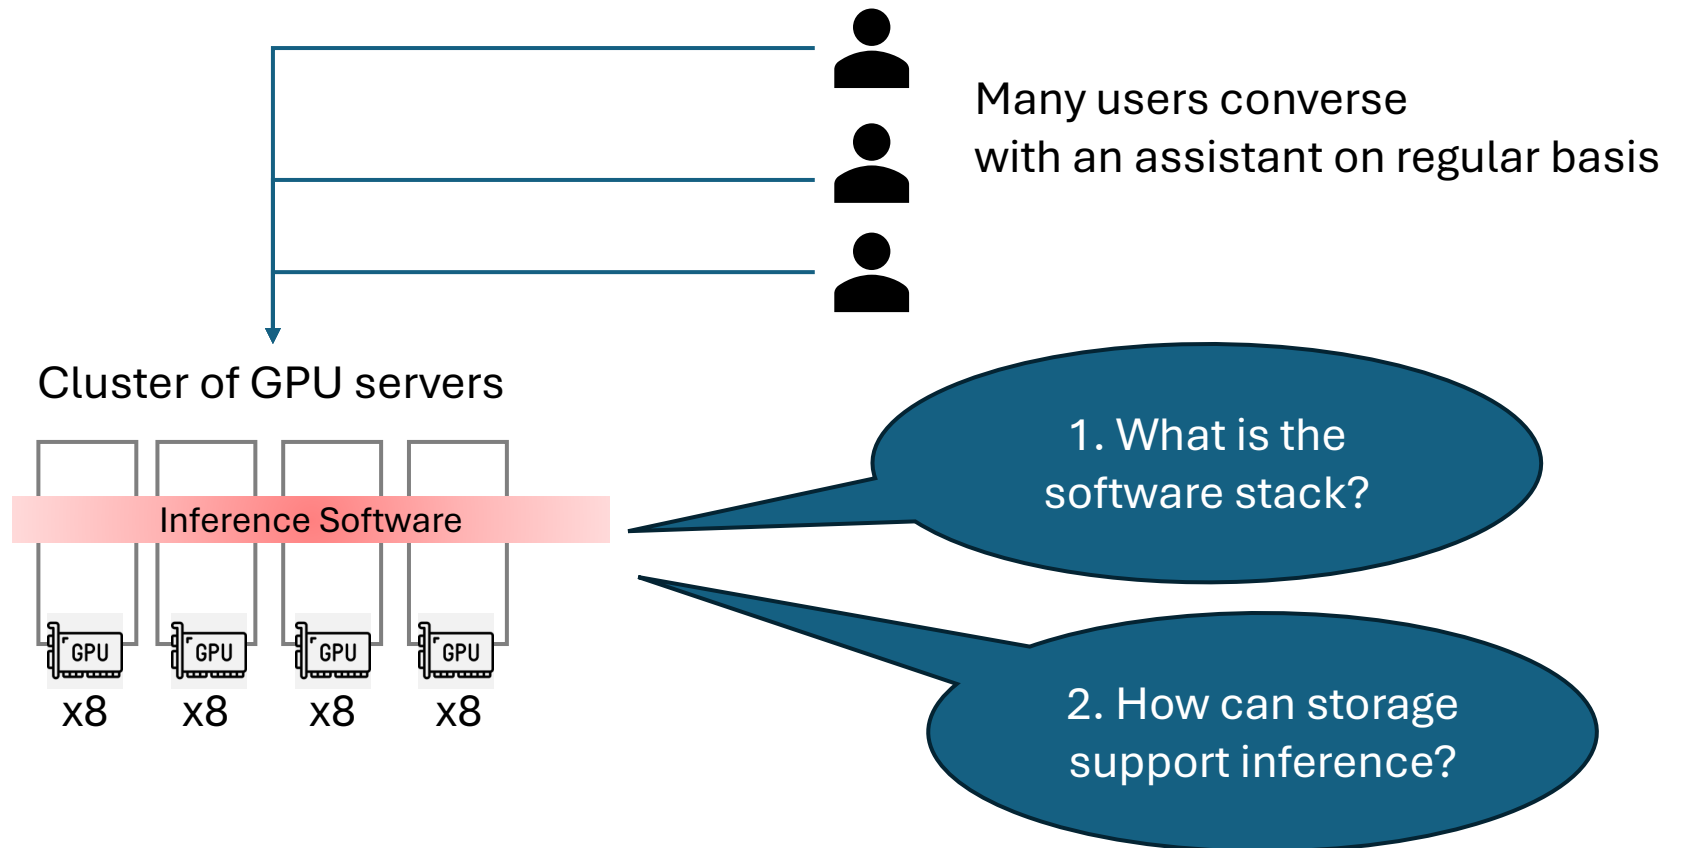 Many users converse
with an assistant on regular basis
Cluster of GPU servers
Inference Software
GPU
GPU
GPU
GPU
x8
x8
x8
x8
1. What is the
software stack?
2. How can storage
support inference?